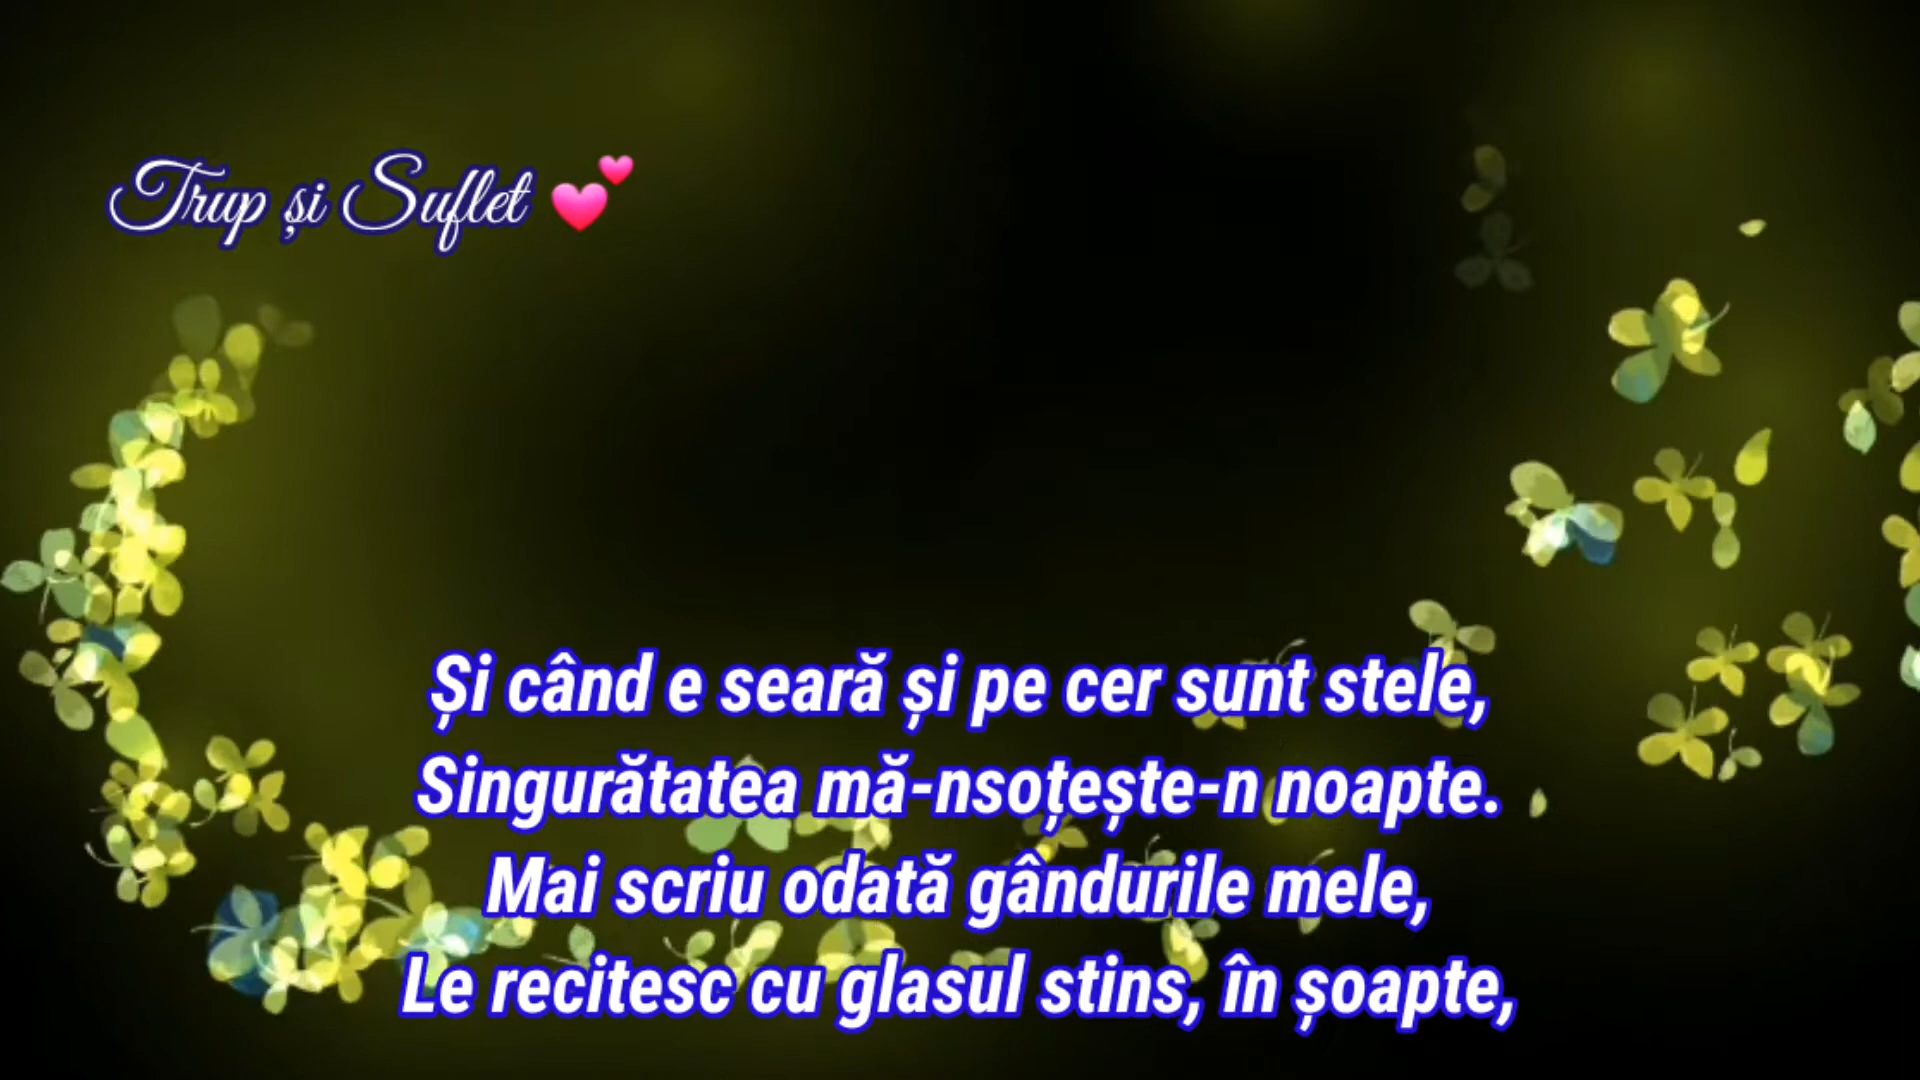 Trup și Suflet 💕
Și când e seară și pe cer sunt stele,
Singurătatea mă-nsoțește-n noapte.
Mai scriu odată gândurile mele,
Le recitesc cu glasul stins, în șoapte,